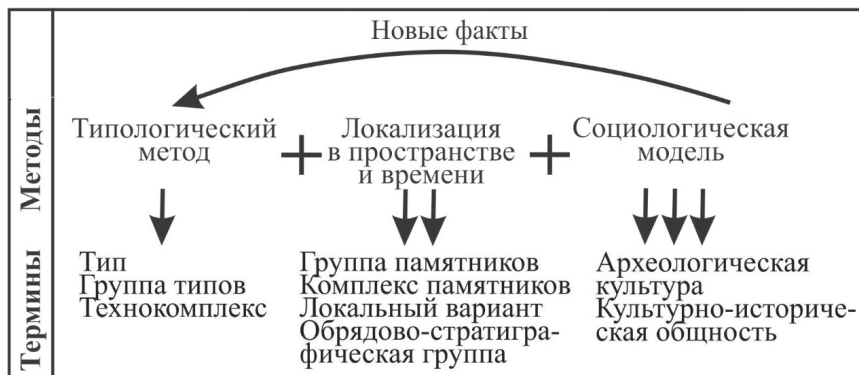 Новые факты
Методы
Типологический
метод
+
Локализация
в пространстве
и времени
+
Социологическая
модель
Термины
Тип
Группа типов
Технокомплекс
Группа памятников
Комплекс памятников
Локальный вариант
Обрядово-стратигра-
фическая группа
Археологическая
культура
Культурно-историче-
ская общность